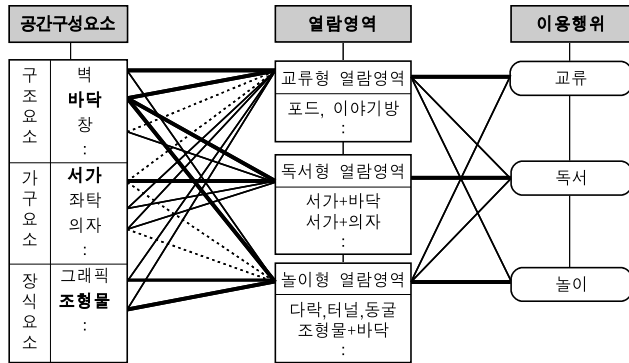 공간구성요소
열람영역
이용행위
구조요소
벽
바닥
창
:
가구요소
서가
좌탁
의자
:
장식요소
그래픽
조형물
:
교류형 열람영역
포드, 이야기방
:
독서형 열람영역
서가+바닥
서가+의자
:
놀이형 열람영역
다락,터널,동굴
조형물+바닥
:
교류
독서
놀이